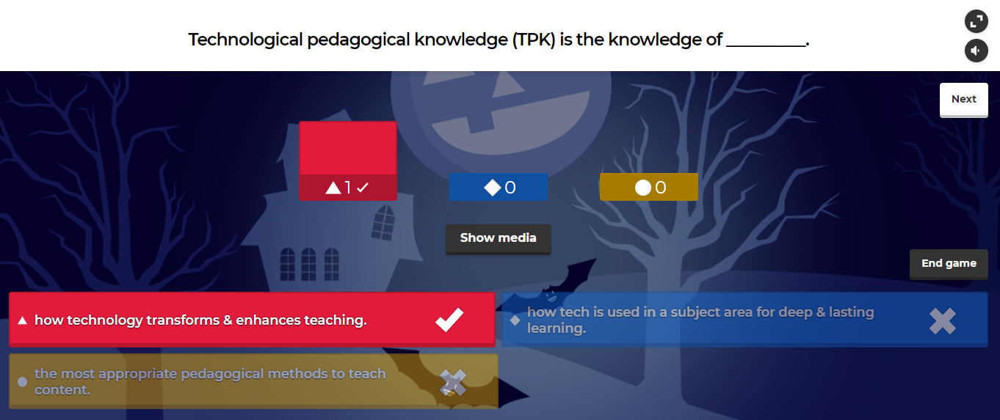 Technological pedagogical knowledge (TPK) is the knowledge of __________.
Next
1
0
0
Show media
End game
how technology transforms & enhances teaching.
how tech is used in a subject area for deep & lasting
learning.
the most appropriate pedagogical methods to teach
content.